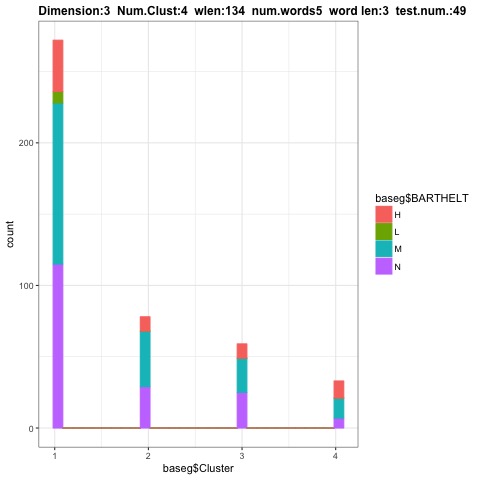 Dimension:3 Num.Clust:4 wlen:134 num.words5 word len:3 test.num.:49
200
100
0
count
1 2 3 4
baseg$Cluster
baseg$BARTHELT
H
L
M
N